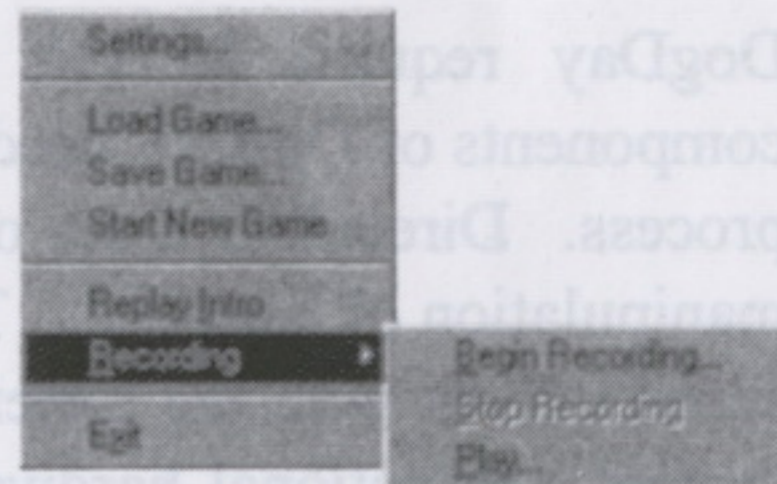 Settings...
Load Game...
Save Game...
Start New Game
Replay Intro
Recording
Exit
Begin Recording...
Stop Recording
Play...
DogDay
components
process.
manipulation